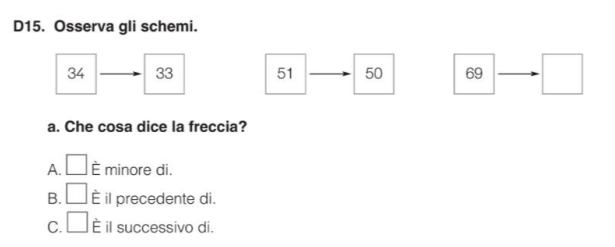 D15. Osserva gli schemi.
34 33 51 50 69
a. Che cosa dice la freccia?
A. È minore di.
B. È il precedente di.
C. È il successivo di.